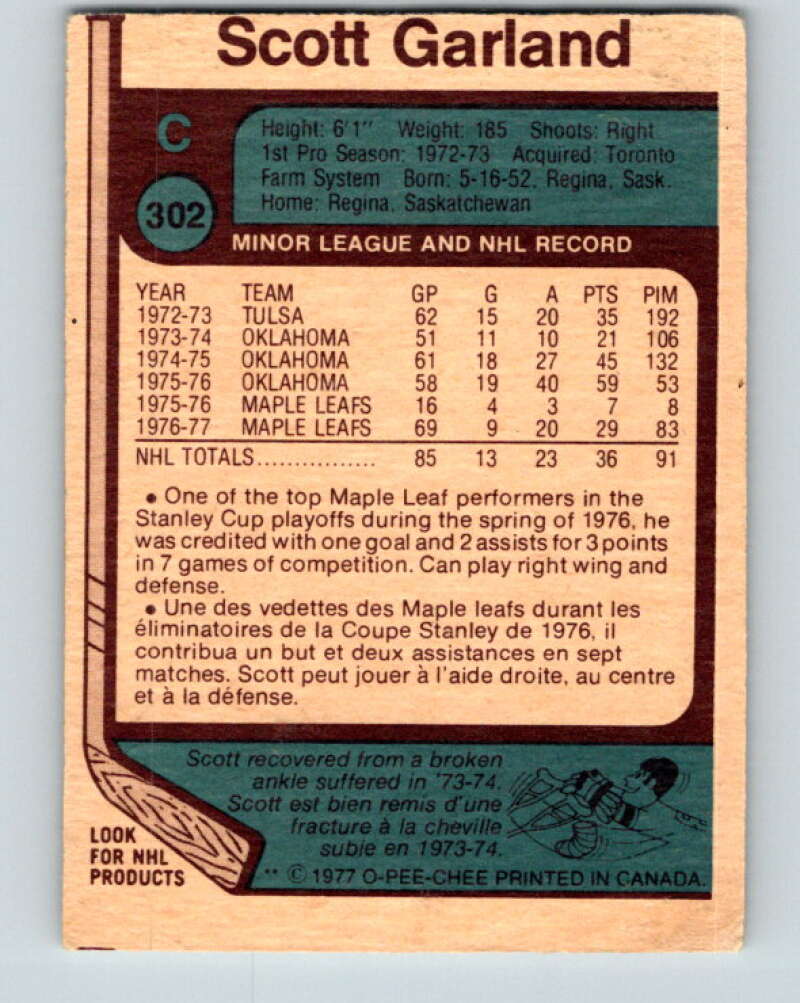 Scott Garland
C
Height: 6'1" Weight: 185 Shoots: Right
1st Pro Season: 1972-73 Acquired: Toronto
Farm System Born: 5-16-52, Regina, Sask.
Home: Regina, Saskatchewan
302
MINOR LEAGUE AND NHL RECORD
YEAR TEAM GP G A PTS PIM
1972-73 TULSA 62 15 20 35 192
1973-74 OKLAHOMA 51 11 10 21 106
1974-75 OKLAHOMA 61 18 27 45 132
1975-76 OKLAHOMA 58 19 40 59 53
1975-76 MAPLE LEAFS 16 4 3 7 8
1976-77 MAPLE LEAFS 69 9 20 29 83
NHL TOTALS................ 85 13 23 36 91
• One of the top Maple Leaf performers in the
Stanley Cup playoffs during the spring of 1976, he
was credited with one goal and 2 assists for 3 points
in 7 games of competition. Can play right wing and
defense.
• Une des vedettes des Maple leafs durant les
éliminatoires de la Coupe Stanley de 1976, il
contribua un but et deux assistances en sept
matches. Scott peut jouer à l'aide droite, au centre
et à la défense.
Scott recovered from a broken
ankle suffered in '73-74.
Scott est bien remis d'une
fracture à la cheville
subie en 1973-74.
LOOK
FOR NHL
PRODUCTS
** © 1977 O-PEE-CHEE PRINTED IN CANADA.